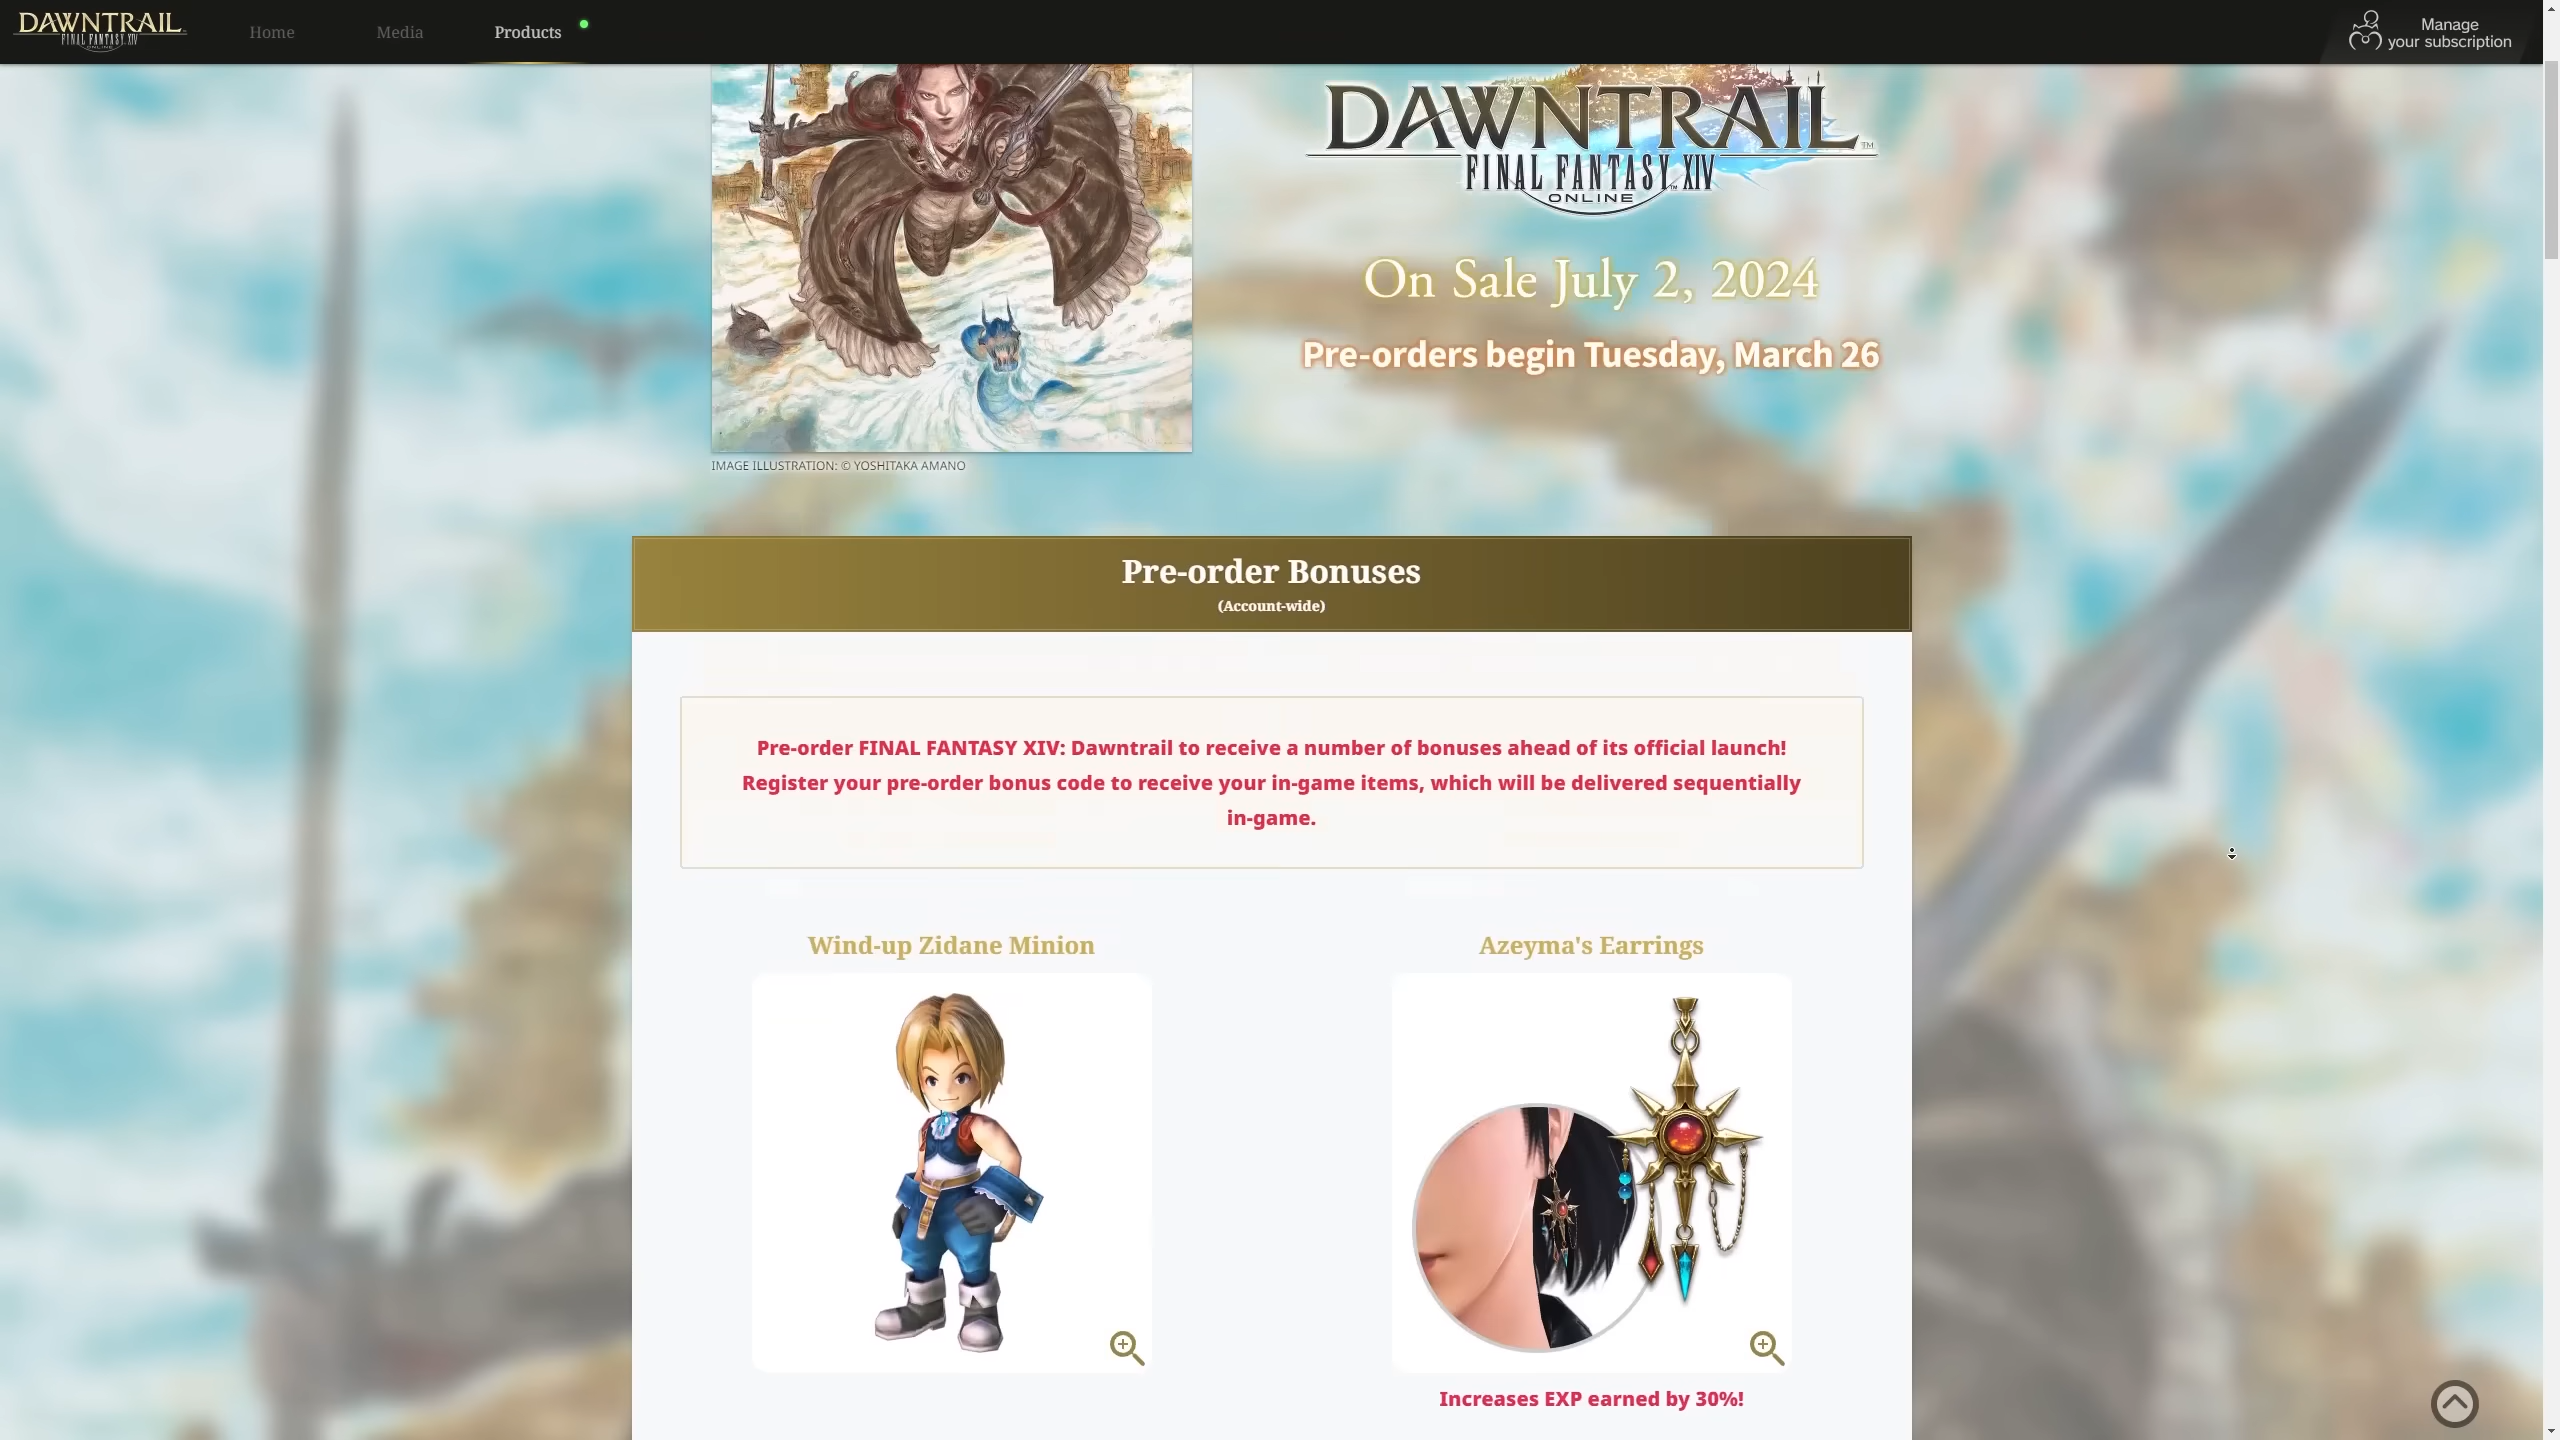 DAWNTRAIL
FINAL FANTASY XIV
ONLINE
Home
Media
Products
Manage
your subscription
DAWNTRAIL™
FINAL FANTASY™ XIV
ONLINE
On Sale July 2, 2024
Pre-orders begin Tuesday, March 26
IMAGE ILLUSTRATION: © YOSHITAKA AMANO
Pre-order Bonuses
(Account-wide)
Pre-order FINAL FANTASY XIV: Dawntrail to receive a number of bonuses ahead of its official launch!
Register your pre-order bonus code to receive your in-game items, which will be delivered sequentially
in-game.
Wind-up Zidane Minion
Azeyma's Earrings
Increases EXP earned by 30%!